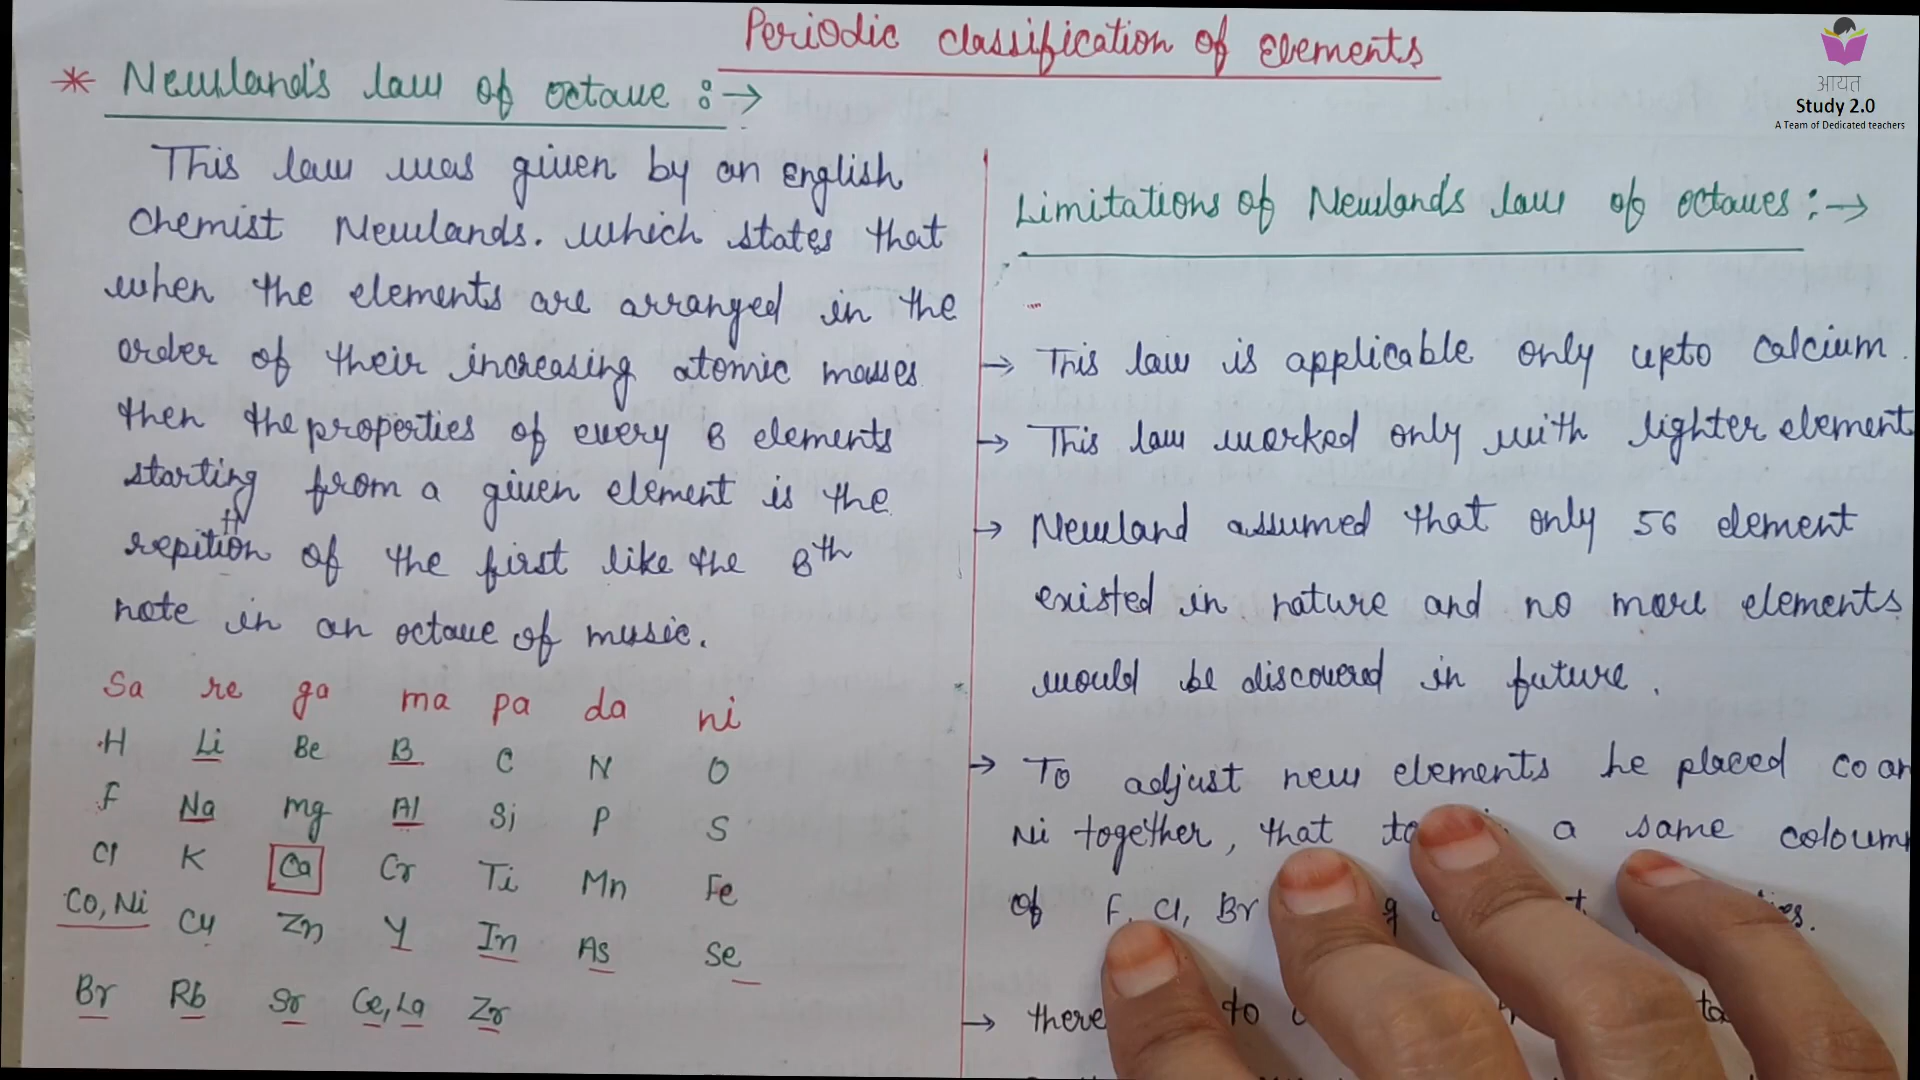 Periodic classification of Elements
आयत
Study 2.0
A Team of Dedicated teachers
* Newland's law of octave :→
This law was given by an English
chemist Newlands. which states that
when the elements are arranged in the
order of their increasing atomic masses
then the properties of every 8 elements
starting from a given element is the
repition of the first like the 8th
note in an octave of music.
Sa re ga ma pa da ni
H Li Be B C N O
F Na Mg Al Si P S
Cl K Ca Cr Ti Mn Fe
Co, Ni Cu Zn Y In As Se
Br Rb Sr Ce, La Zr
Limitations of Newland's law of octaves :→
→ This law is applicable only upto calcium.
→ This law worked only with lighter element
→ Newland assumed that only 56 element
existed in nature and no more elements
would be discovered in future.
→ To adjust new elements he placed co an
Ni together, that a same coloum
of F, Cl, Br
→ there to